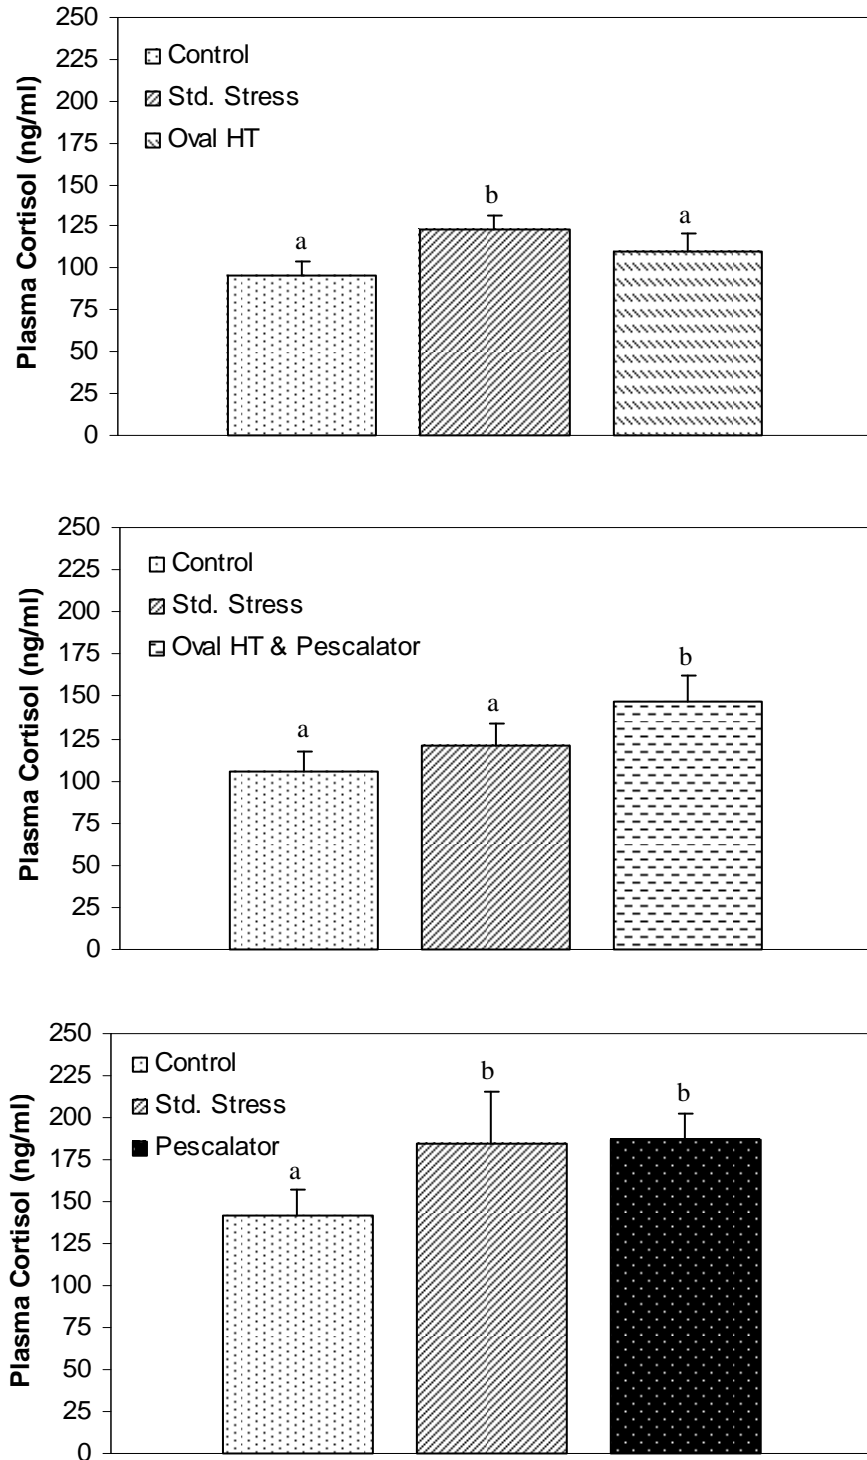 Plasma Cortisol (ng/ml)
250
225
200
175
150
125
100
75
50
25
0
Control
Std. Stress
Oval HT
a
b
a
Plasma Cortisol (ng/ml)
250
225
200
175
150
125
100
75
50
25
0
Control
Std. Stress
Oval HT & Pescalator
a
a
b
Plasma Cortisol (ng/ml)
250
225
200
175
150
125
100
75
50
25
0
Control
Std. Stress
Pescalator
a
b
b